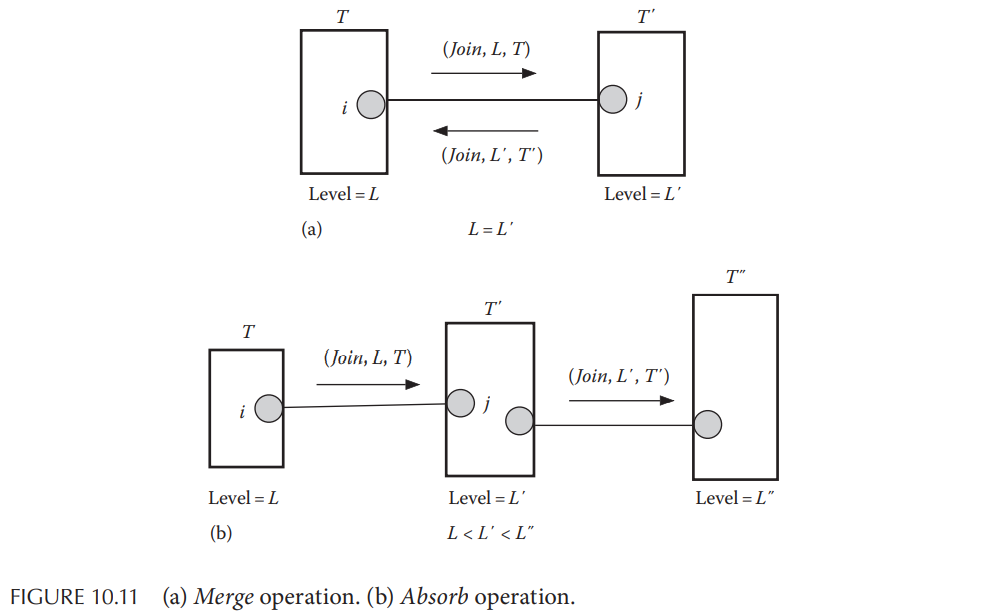 T T′
(Join, L, T)
i j
(Join, L′, T′)
Level = L Level = L′
(a) L = L′
T″
T′
T
(Join, L, T) (Join, L′, T′)
i j
Level = L Level = L′ Level = L″
(b) L < L′ < L″
FIGURE 10.11 (a) Merge operation. (b) Absorb operation.